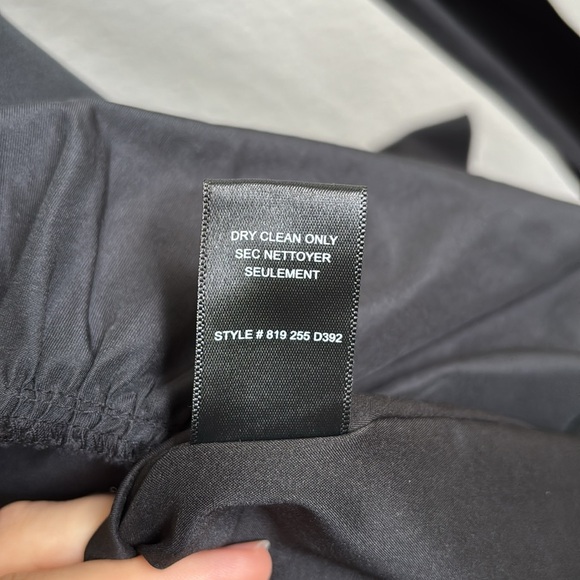 DRY CLEAN ONLY
SEC NETTOYER
SEULEMENT
STYLE # 819 255 D392